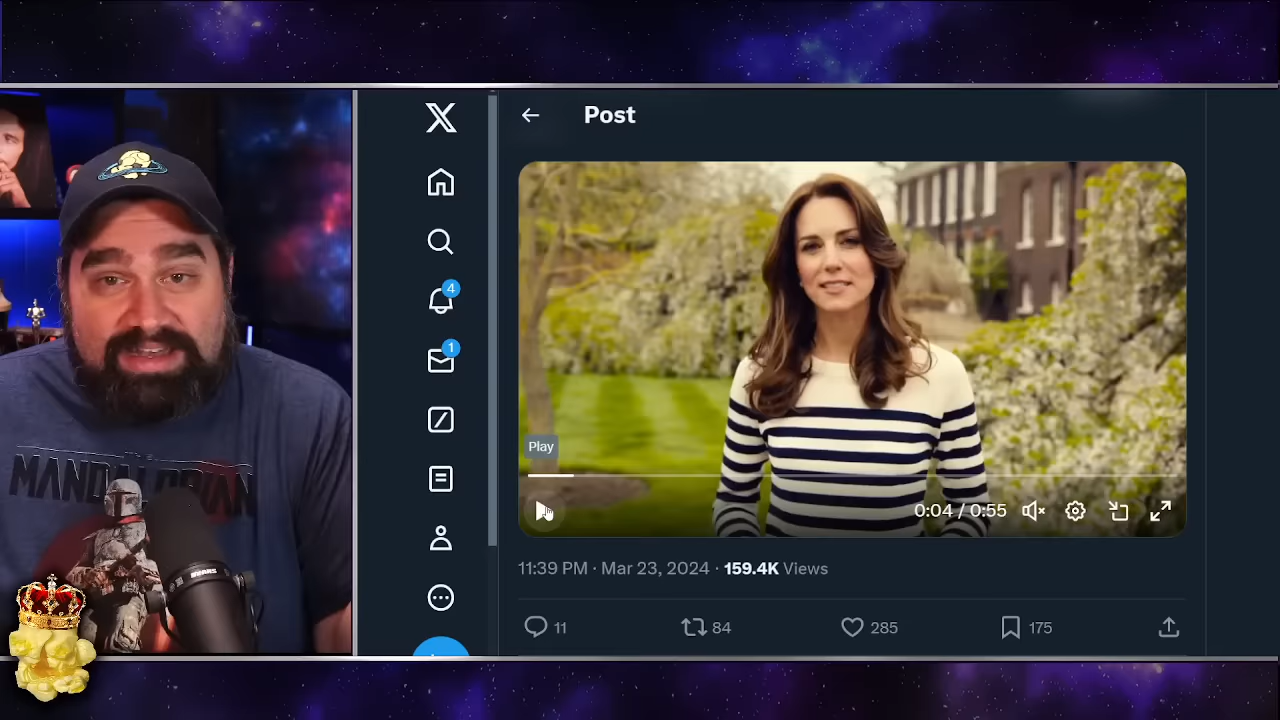 Post
4
1
Play
0:04 / 0:55
11:39 PM · Mar 23, 2024 · 159.4K Views
11
84
285
175
MANDALORIAN